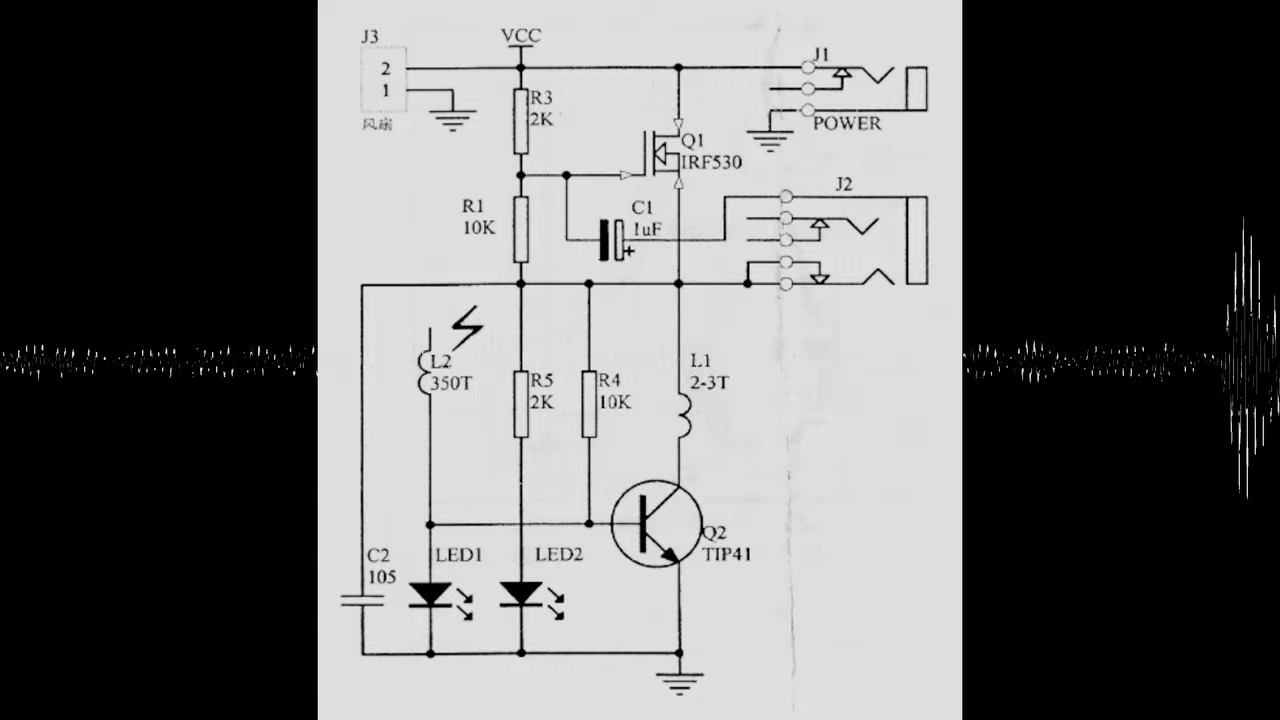 J3
VCC
2
1
风扇
R3
2K
J1
POWER
Q1
IRF530
R1
10K
C1
1uF
+
J2
L2
350T
R5
2K
R4
10K
L1
2-3T
C2
105
LED1
LED2
Q2
TIP41